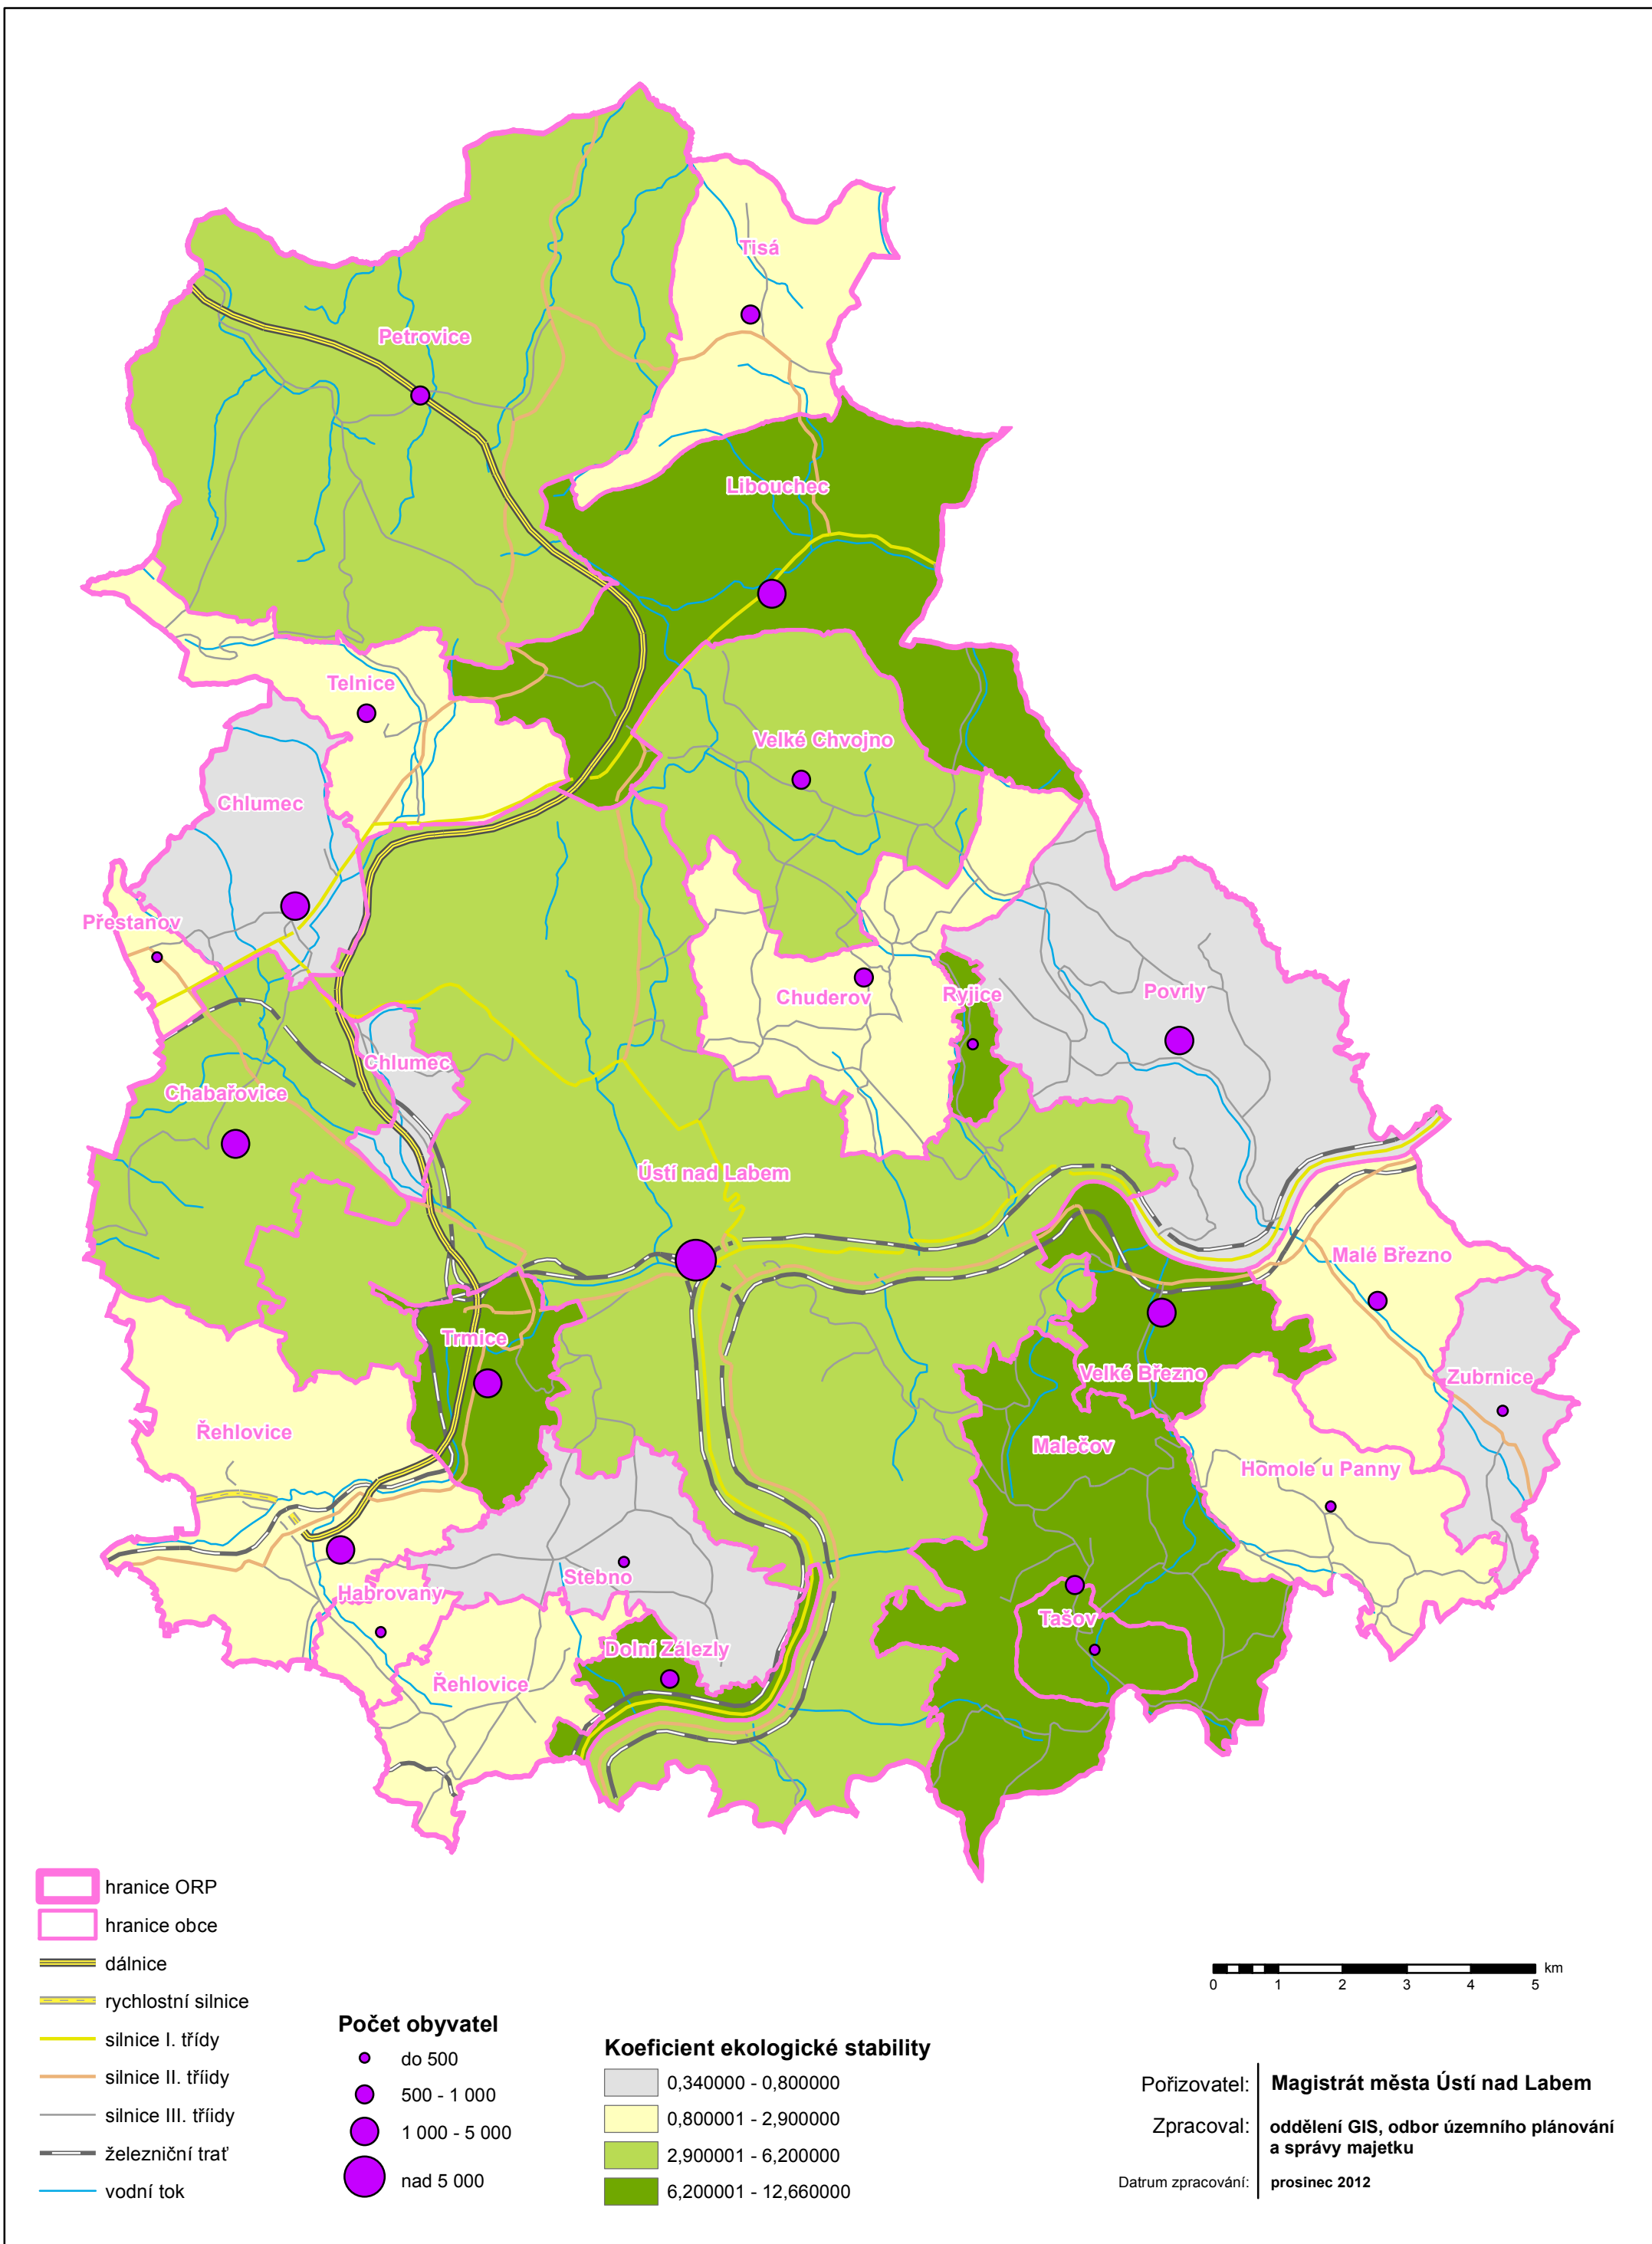 Tisá
Petrovice
Libouchec
Telnice
Velké Chvojno
Chlumec
Přestanov
Chuderov
Ryjice
Povrly
Chlumec
Chabařovice
Ústí nad Labem
Malé Březno
Trmice
Velké Březno
Zubrnice
Řehlovice
Malečov
Homole u Panny
Stebno
Habrovany
Tašov
Dolní Zálezly
Řehlovice
hranice ORP
hranice obce
dálnice
rychlostní silnice
silnice I. třídy
silnice II. tříidy
silnice III. tříidy
železniční trať
vodní tok
Počet obyvatel
do 500
500 - 1 000
1 000 - 5 000
nad 5 000
Koeficient ekologické stability
0,340000 - 0,800000
0,800001 - 2,900000
2,900001 - 6,200000
6,200001 - 12,660000
km
0 1 2 3 4 5
Pořizovatel: Magistrát města Ústí nad Labem
Zpracoval: oddělení GIS, odbor územního plánování
a správy majetku
Datrum zpracování: prosinec 2012